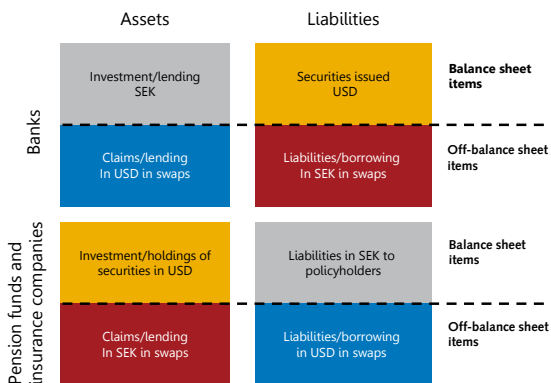 Assets
Liabilities
Banks
Investment/lending
SEK
Securities issued
USD
Balance sheet
items
Claims/lending
In USD in swaps
Liabilities/borrowing
In SEK in swaps
Off-balance sheet
items
Pension funds and
insurance companies
Investment/holdings of
securities in USD
Liabilities in SEK to
policyholders
Balance sheet
items
Claims/lending
In SEK in swaps
Liabilities/borrowing
in USD in swaps
Off-balance sheet
items